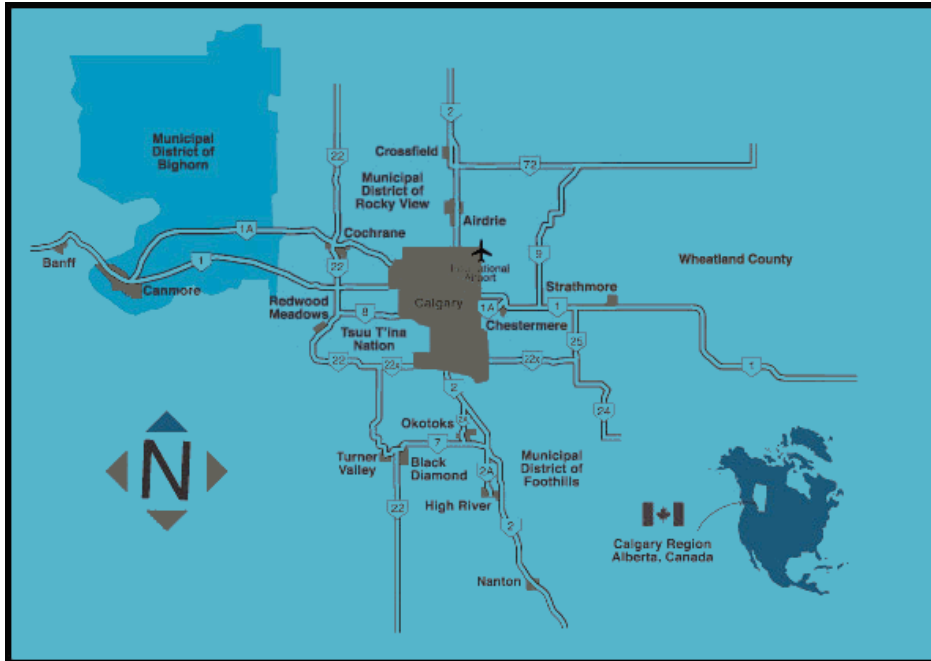 2
Crossfield
72
Municipal
District of
Bighorn
22
Municipal
District of
Rocky View
Airdrie
1A
Cochrane
Banff
1
22
9
International
Airport
Wheatland County
Canmore
Calgary
Strathmore
Redwood
Meadows
8
1A
1
Chestermere
Tsuu T'ina
Nation
25
22
22x
22x
1
2
24
Okotoks
2A
7
Turner
Valley
Black
Diamond
Municipal
District of
Foothills
2A
N
High River
22
2
Calgary Region
Alberta, Canada
Nanton